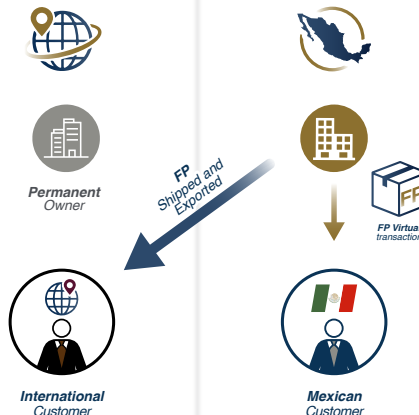 Permanent
Owner
FP
Shipped and
Exported
FP
FP Virtual
transaction
International
Customer
Mexican
Customer